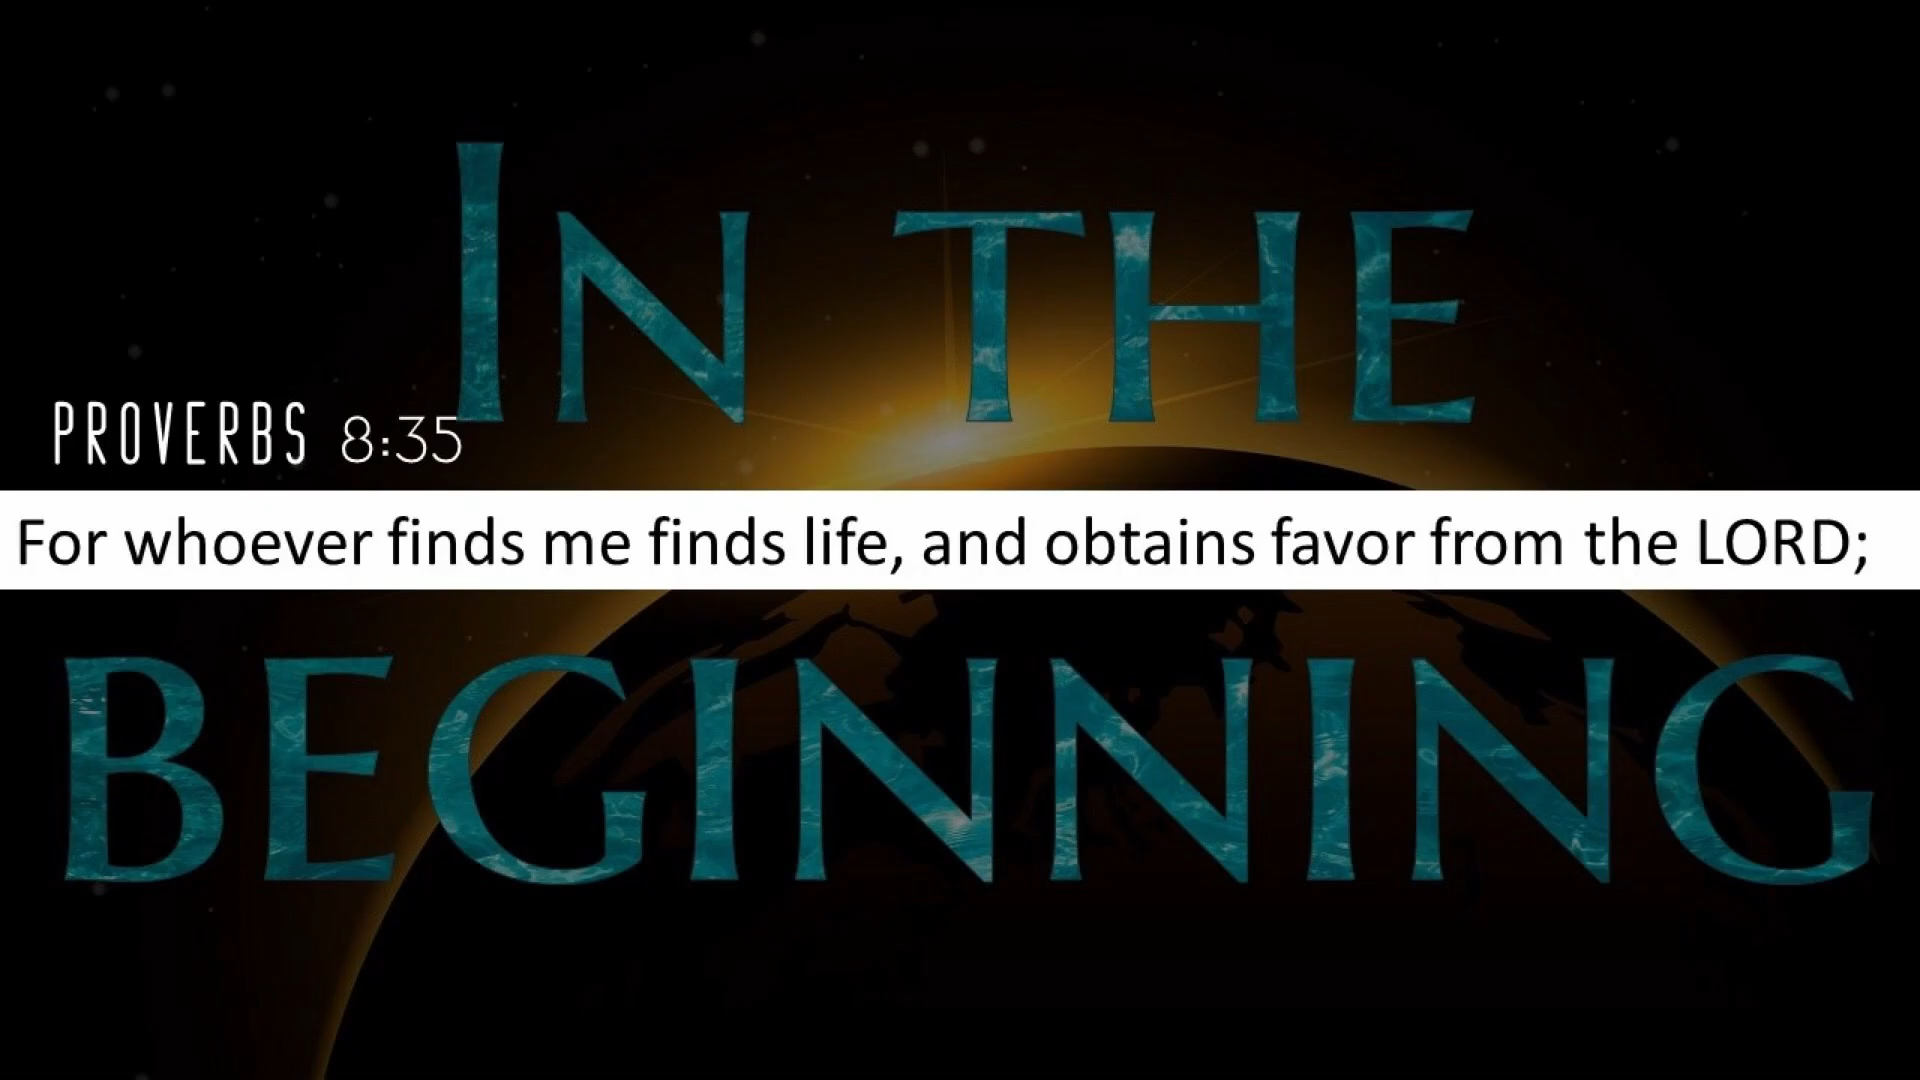 IN THE
PROVERBS 8:35
For whoever finds me finds life, and obtains favor from the LORD;
BEGINNING